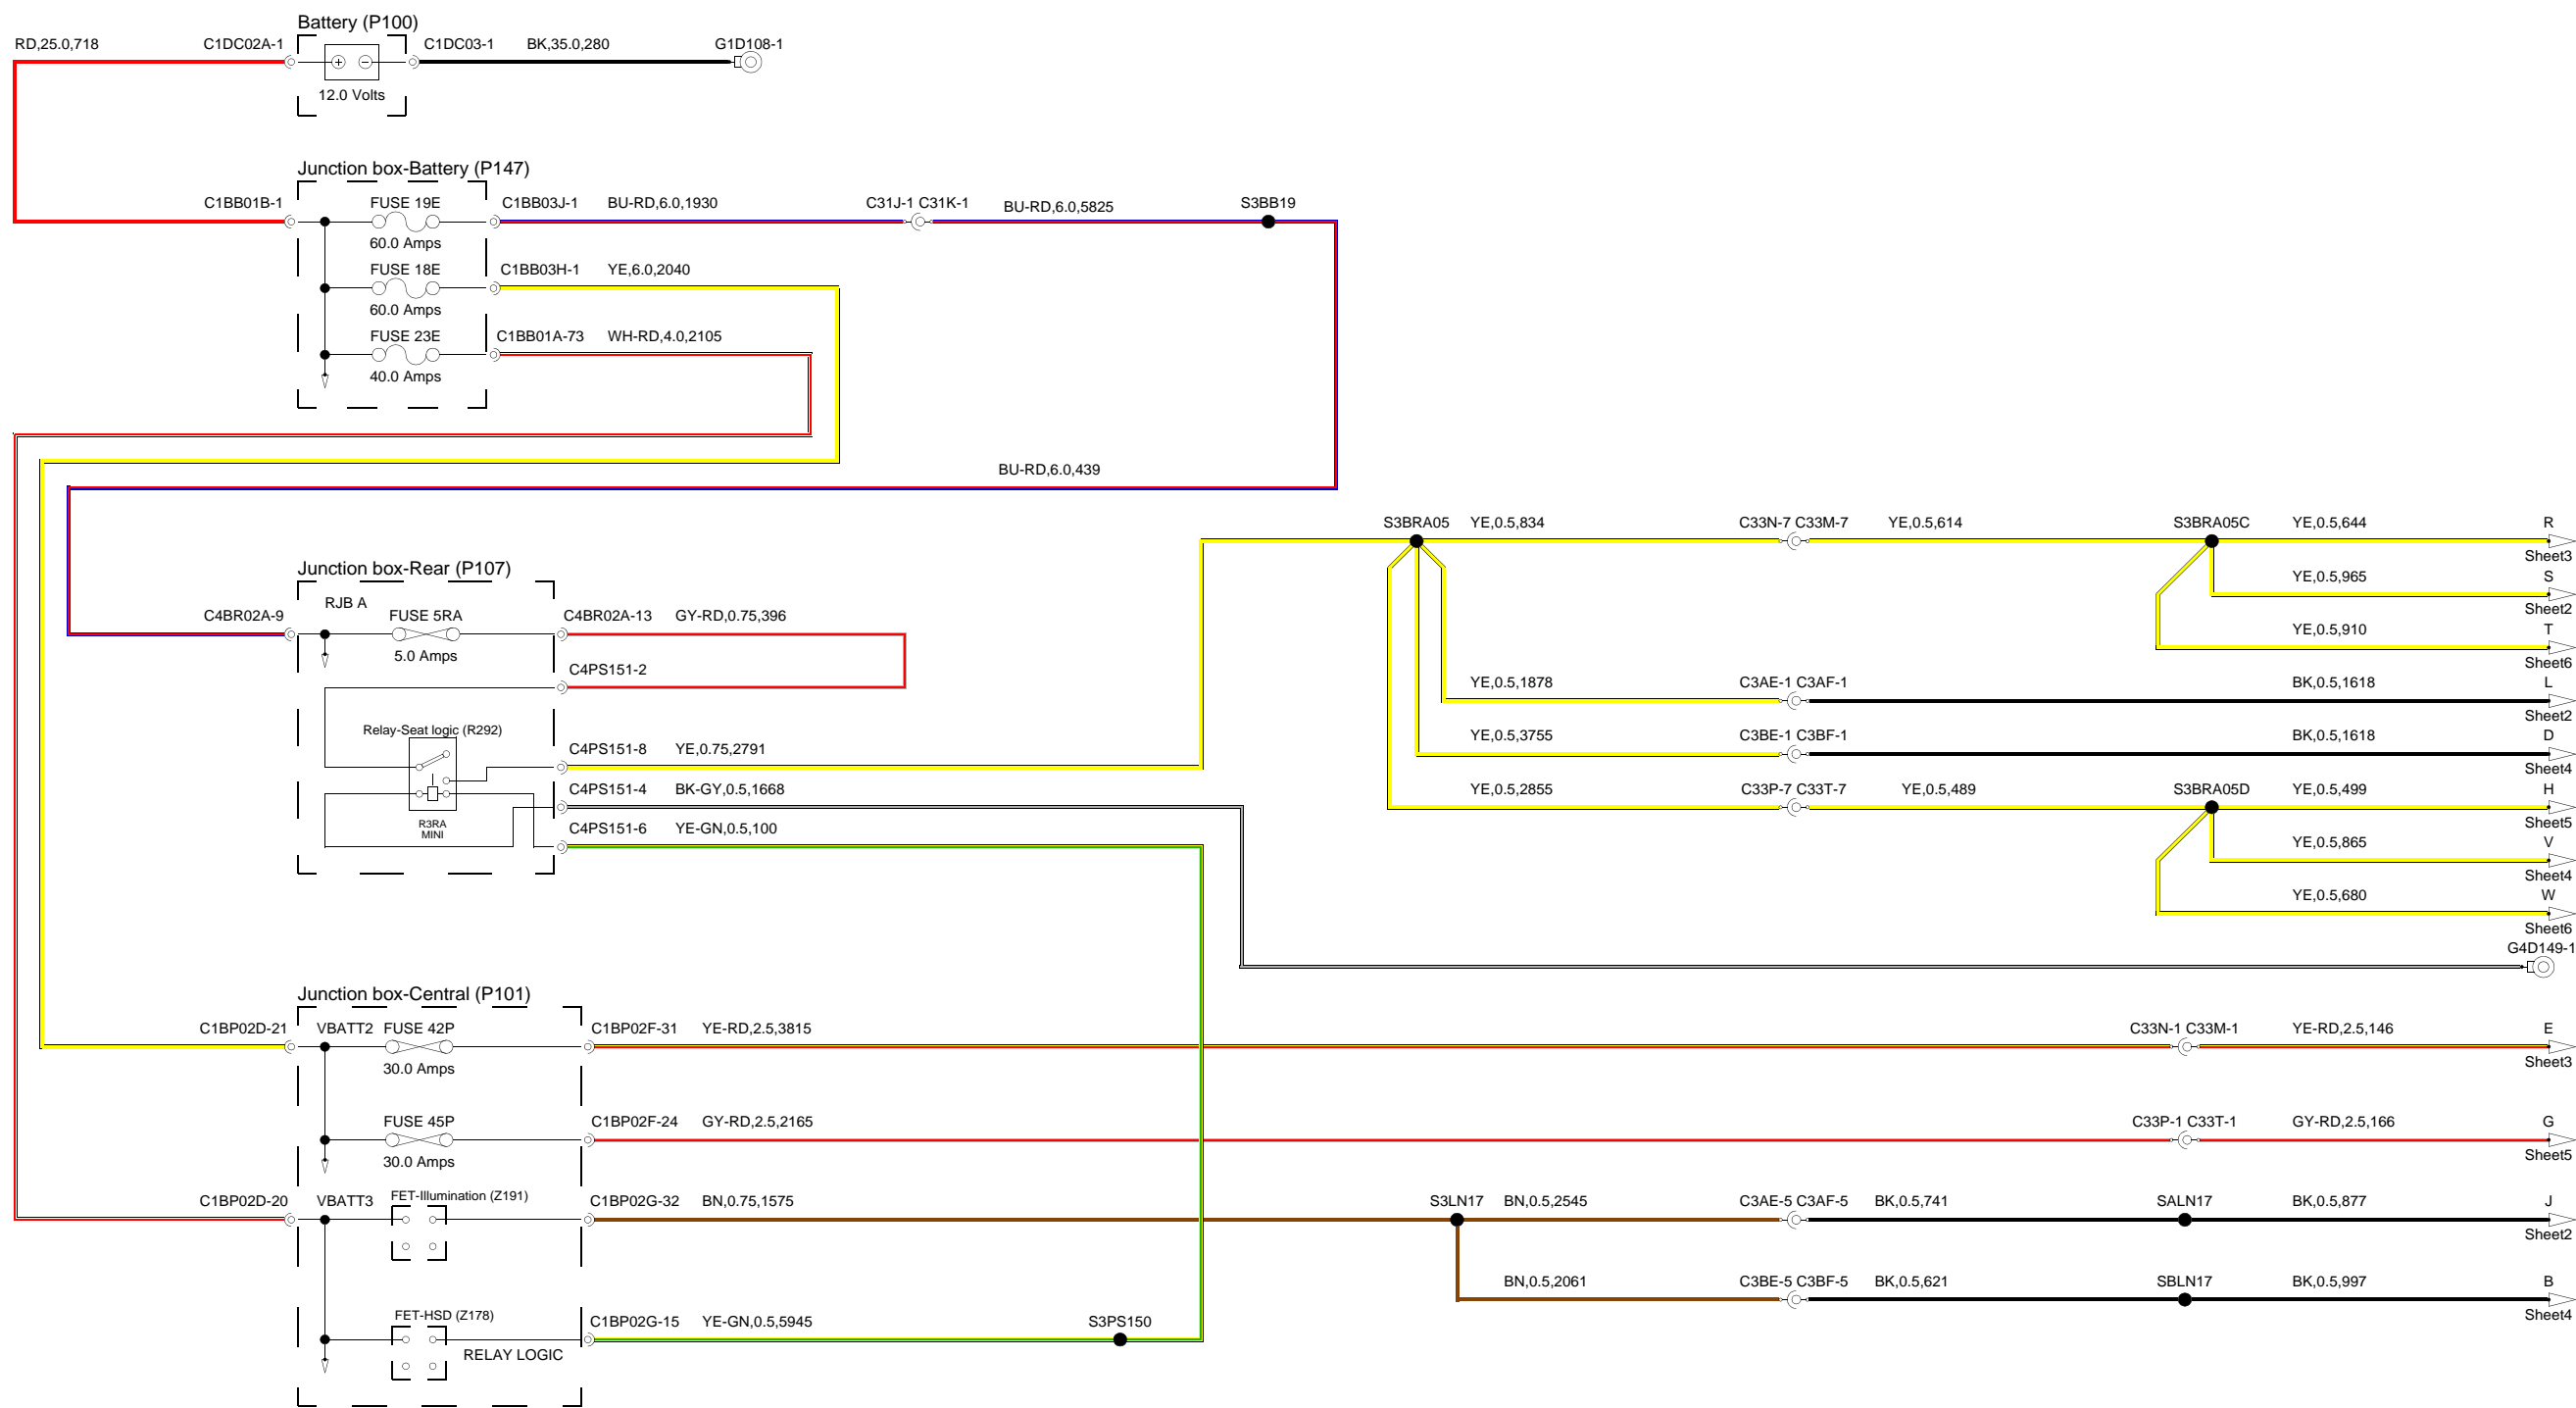 Battery (P100)
RD,25.0,718 C1DC02A-1 C1DC03-1 BK,35.0,280 G1D108-1
12.0 Volts
Junction box-Battery (P147)
C1BB01B-1 FUSE 19E C1BB03J-1 BU-RD,6.0,1930 C31J-1 C31K-1 BU-RD,6.0,5825 S3BB19
60.0 Amps
FUSE 18E C1BB03H-1 YE,6.0,2040
60.0 Amps
FUSE 23E C1BB01A-73 WH-RD,4.0,2105
40.0 Amps
BU-RD,6.0,439
S3BRA05 YE,0.5,834 C33N-7 C33M-7 YE,0.5,614 S3BRA05C YE,0.5,644 R
Sheet3
Junction box-Rear (P107)
YE,0.5,965 S
Sheet2
RJB A
C4BR02A-9 FUSE 5RA C4BR02A-13 GY-RD,0.75,396
YE,0.5,910 T
5.0 Amps
Sheet6
C4PS151-2
YE,0.5,1878 C3AE-1 C3AF-1 BK,0.5,1618 L
Sheet2
Relay-Seat logic (R292)
YE,0.5,3755 C3BE-1 C3BF-1 BK,0.5,1618 D
C4PS151-8 YE,0.75,2791
Sheet4
C4PS151-4 BK-GY,0.5,1668
YE,0.5,2855 C33P-7 C33T-7 YE,0.5,489 S3BRA05D YE,0.5,499 H
Sheet5
R3RA
MINI
C4PS151-6 YE-GN,0.5,100
YE,0.5,865 V
Sheet4
YE,0.5,680 W
Sheet6
G4D149-1
Junction box-Central (P101)
C1BP02D-21 VBATT2 FUSE 42P C1BP02F-31 YE-RD,2.5,3815 C33N-1 C33M-1 YE-RD,2.5,146 E
30.0 Amps
Sheet3
FUSE 45P C1BP02F-24 GY-RD,2.5,2165 C33P-1 C33T-1 GY-RD,2.5,166 G
30.0 Amps
Sheet5
C1BP02D-20 VBATT3 FET-Illumination (Z191) C1BP02G-32 BN,0.75,1575 S3LN17 BN,0.5,2545 C3AE-5 C3AF-5 BK,0.5,741 SALN17 BK,0.5,877 J
Sheet2
BN,0.5,2061 C3BE-5 C3BF-5 BK,0.5,621 SBLN17 BK,0.5,997 B
Sheet4
FET-HSD (Z178) C1BP02G-15 YE-GN,0.5,5945 S3PS150
RELAY LOGIC